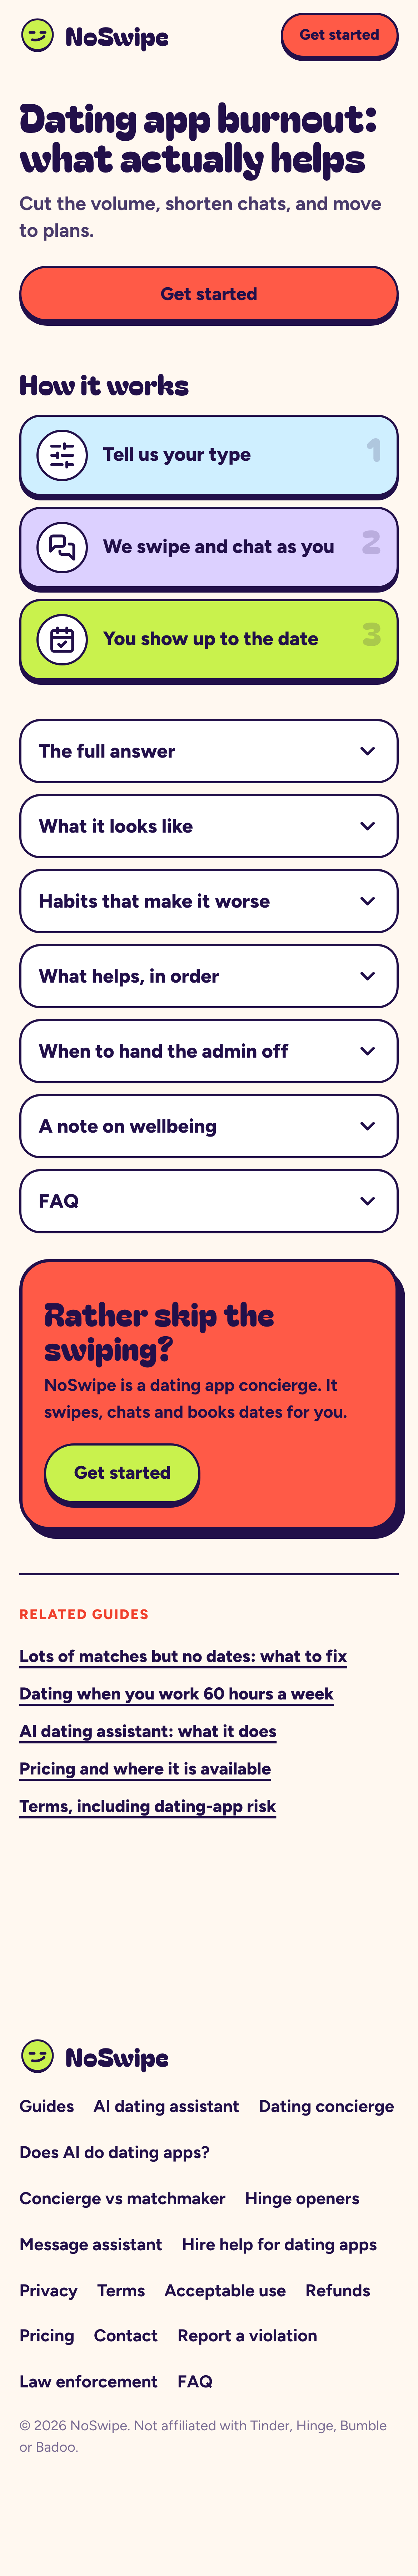 NoSwipe
Get started
Dating app burnout:
what actually helps
Cut the volume, shorten chats, and move
to plans.
Get started
How it works
Tell us your type
1
We swipe and chat as you
2
You show up to the date
3
The full answer
What it looks like
Habits that make it worse
What helps, in order
When to hand the admin off
A note on wellbeing
FAQ
Rather skip the
swiping?
NoSwipe is a dating app concierge. It
swipes, chats and books dates for you.
Get started
RELATED GUIDES
Lots of matches but no dates: what to fix
Dating when you work 60 hours a week
AI dating assistant: what it does
Pricing and where it is available
Terms, including dating-app risk
NoSwipe
Guides AI dating assistant Dating concierge
Does AI do dating apps?
Concierge vs matchmaker Hinge openers
Message assistant Hire help for dating apps
Privacy Terms Acceptable use Refunds
Pricing Contact Report a violation
Law enforcement FAQ
© 2026 NoSwipe. Not affiliated with Tinder, Hinge, Bumble
or Badoo.